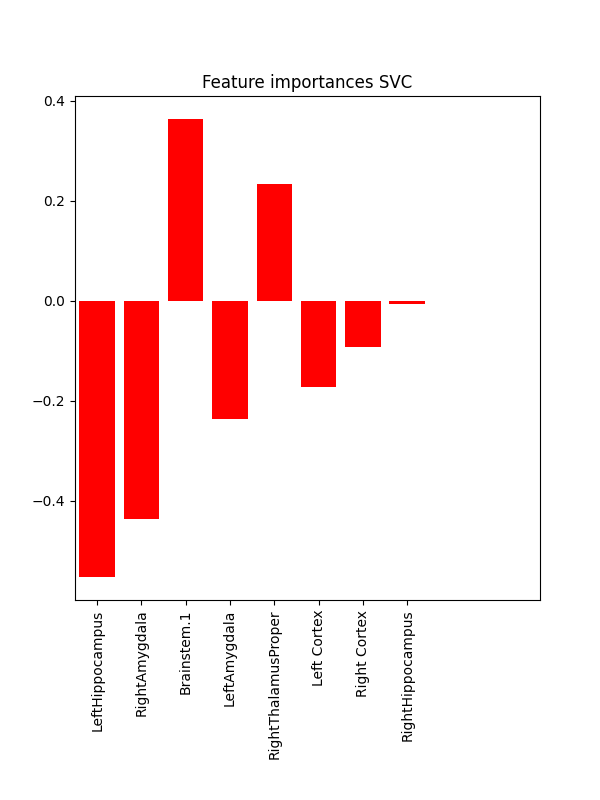 Feature importances SVC
0.4
0.2
0.0
−0.2
−0.4
LeftHippocampus
RightAmygdala
Brainstem.1
LeftAmygdala
RightThalamusProper
Left Cortex
Right Cortex
RightHippocampus